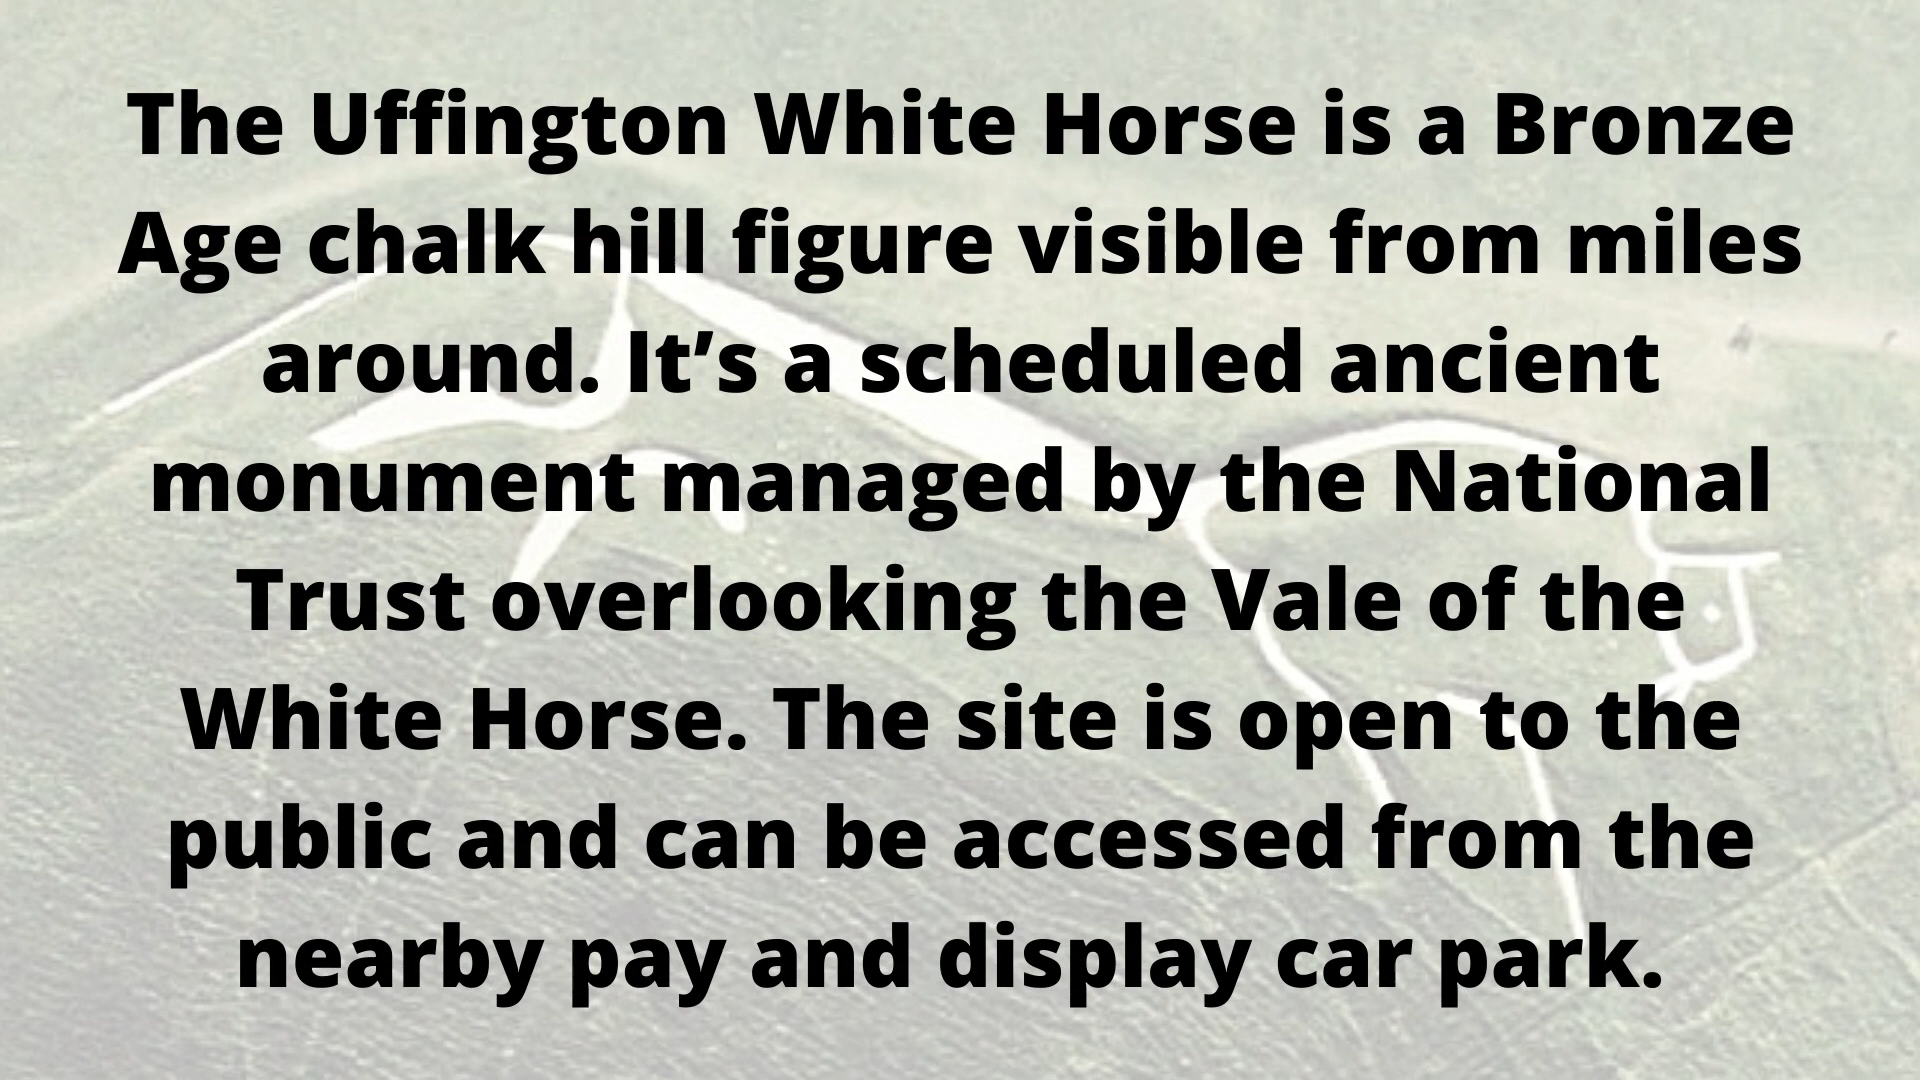 The Uffington White Horse is a Bronze
Age chalk hill figure visible from miles
around. It’s a scheduled ancient
monument managed by the National
Trust overlooking the Vale of the
White Horse. The site is open to the
public and can be accessed from the
nearby pay and display car park.